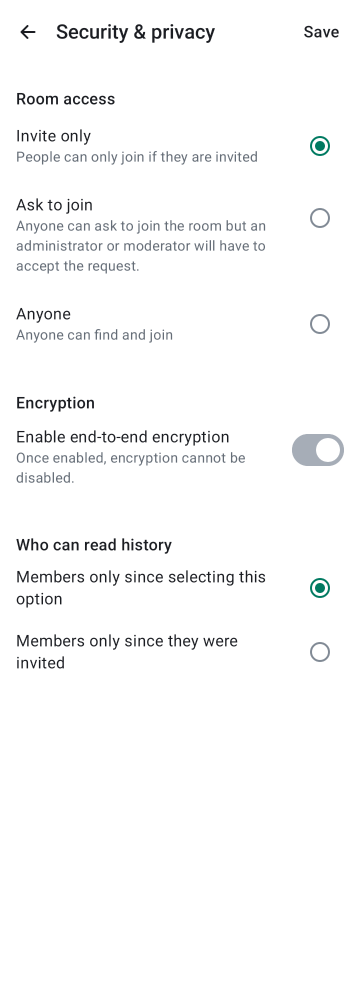 Security & privacy
Save
Room access
Invite only
People can only join if they are invited
Ask to join
Anyone can ask to join the room but an
administrator or moderator will have to
accept the request.
Anyone
Anyone can find and join
Encryption
Enable end-to-end encryption
Once enabled, encryption cannot be
disabled.
Who can read history
Members only since selecting this
option
Members only since they were
invited